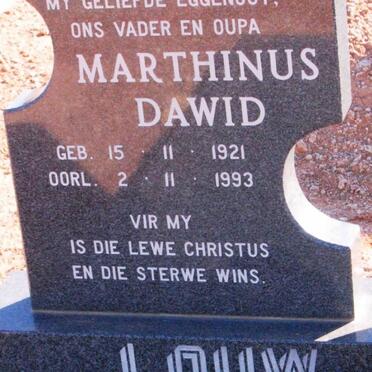 MY GELIEFDE EGGENOOT,
ONS VADER EN OUPA
MARTHINUS
DAWID
GEB. 15 · 11 · 1921
OORL. 2 · 11 · 1993
VIR MY
IS DIE LEWE CHRISTUS
EN DIE STERWE WINS.
LOUW